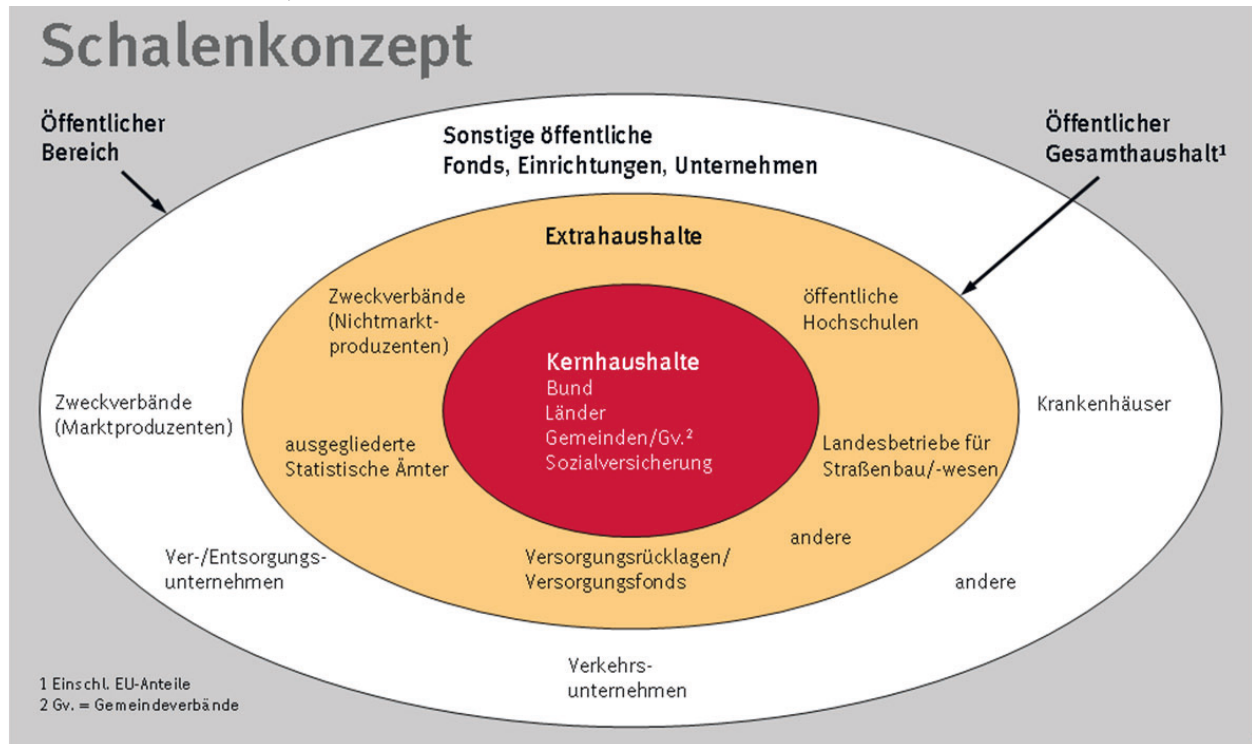 Schalenkonzept
Öffentlicher
Bereich
Sonstige öffentliche
Fonds, Einrichtungen, Unternehmen
Öffentlicher
Gesamthaushalt¹
Extrahaushalte
Zweckverbände
(Nichtmarkt-
produzenten)
öffentliche
Hochschulen
Kernhaushalte
Bund
Länder
Gemeinden/Gv.²
Sozialversicherung
Zweckverbände
(Marktproduzenten)
ausgegliederte
Statistische Ämter
Landesbetriebe für
Straßenbau/-wesen
Krankenhäuser
Ver-/Entsorgungs-
unternehmen
Versorgungsrücklagen/
Versorgungsfonds
andere
andere
Verkehrs-
unternehmen
1 Einschl. EU-Anteile
2 Gv. = Gemeindeverbände